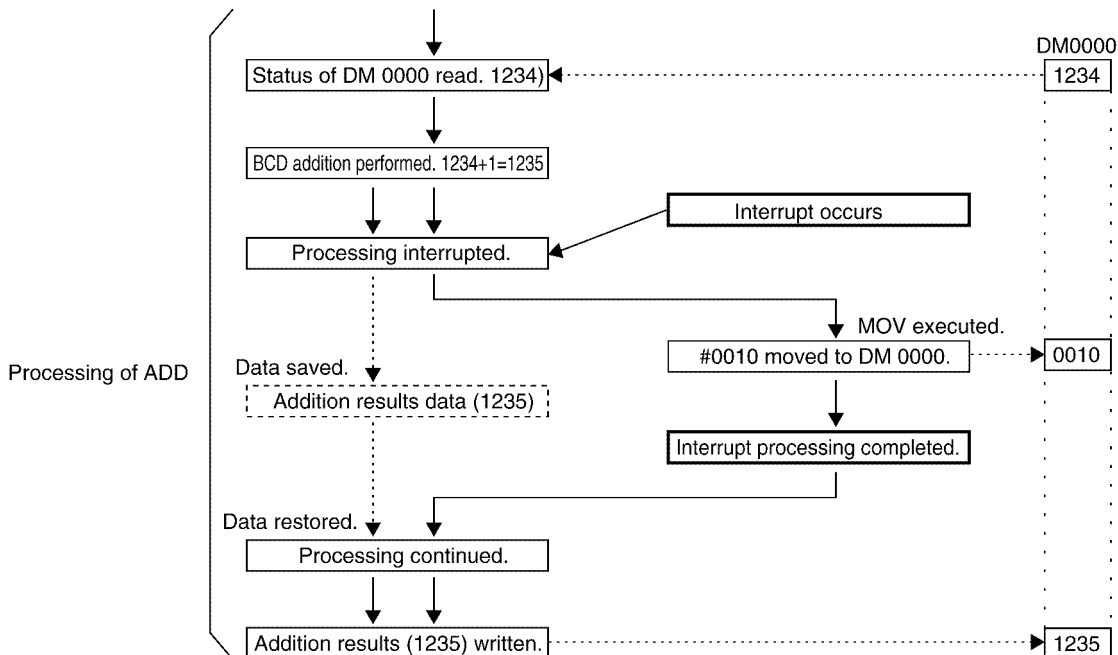 DM0000
Status of DM 0000 read. 1234)
1234
BCD addition performed. 1234+1=1235
Interrupt occurs
Processing interrupted.
MOV executed.
#0010 moved to DM 0000.
0010
Processing of ADD
Data saved.
Addition results data (1235)
Interrupt processing completed.
Data restored.
Processing continued.
Addition results (1235) written.
1235